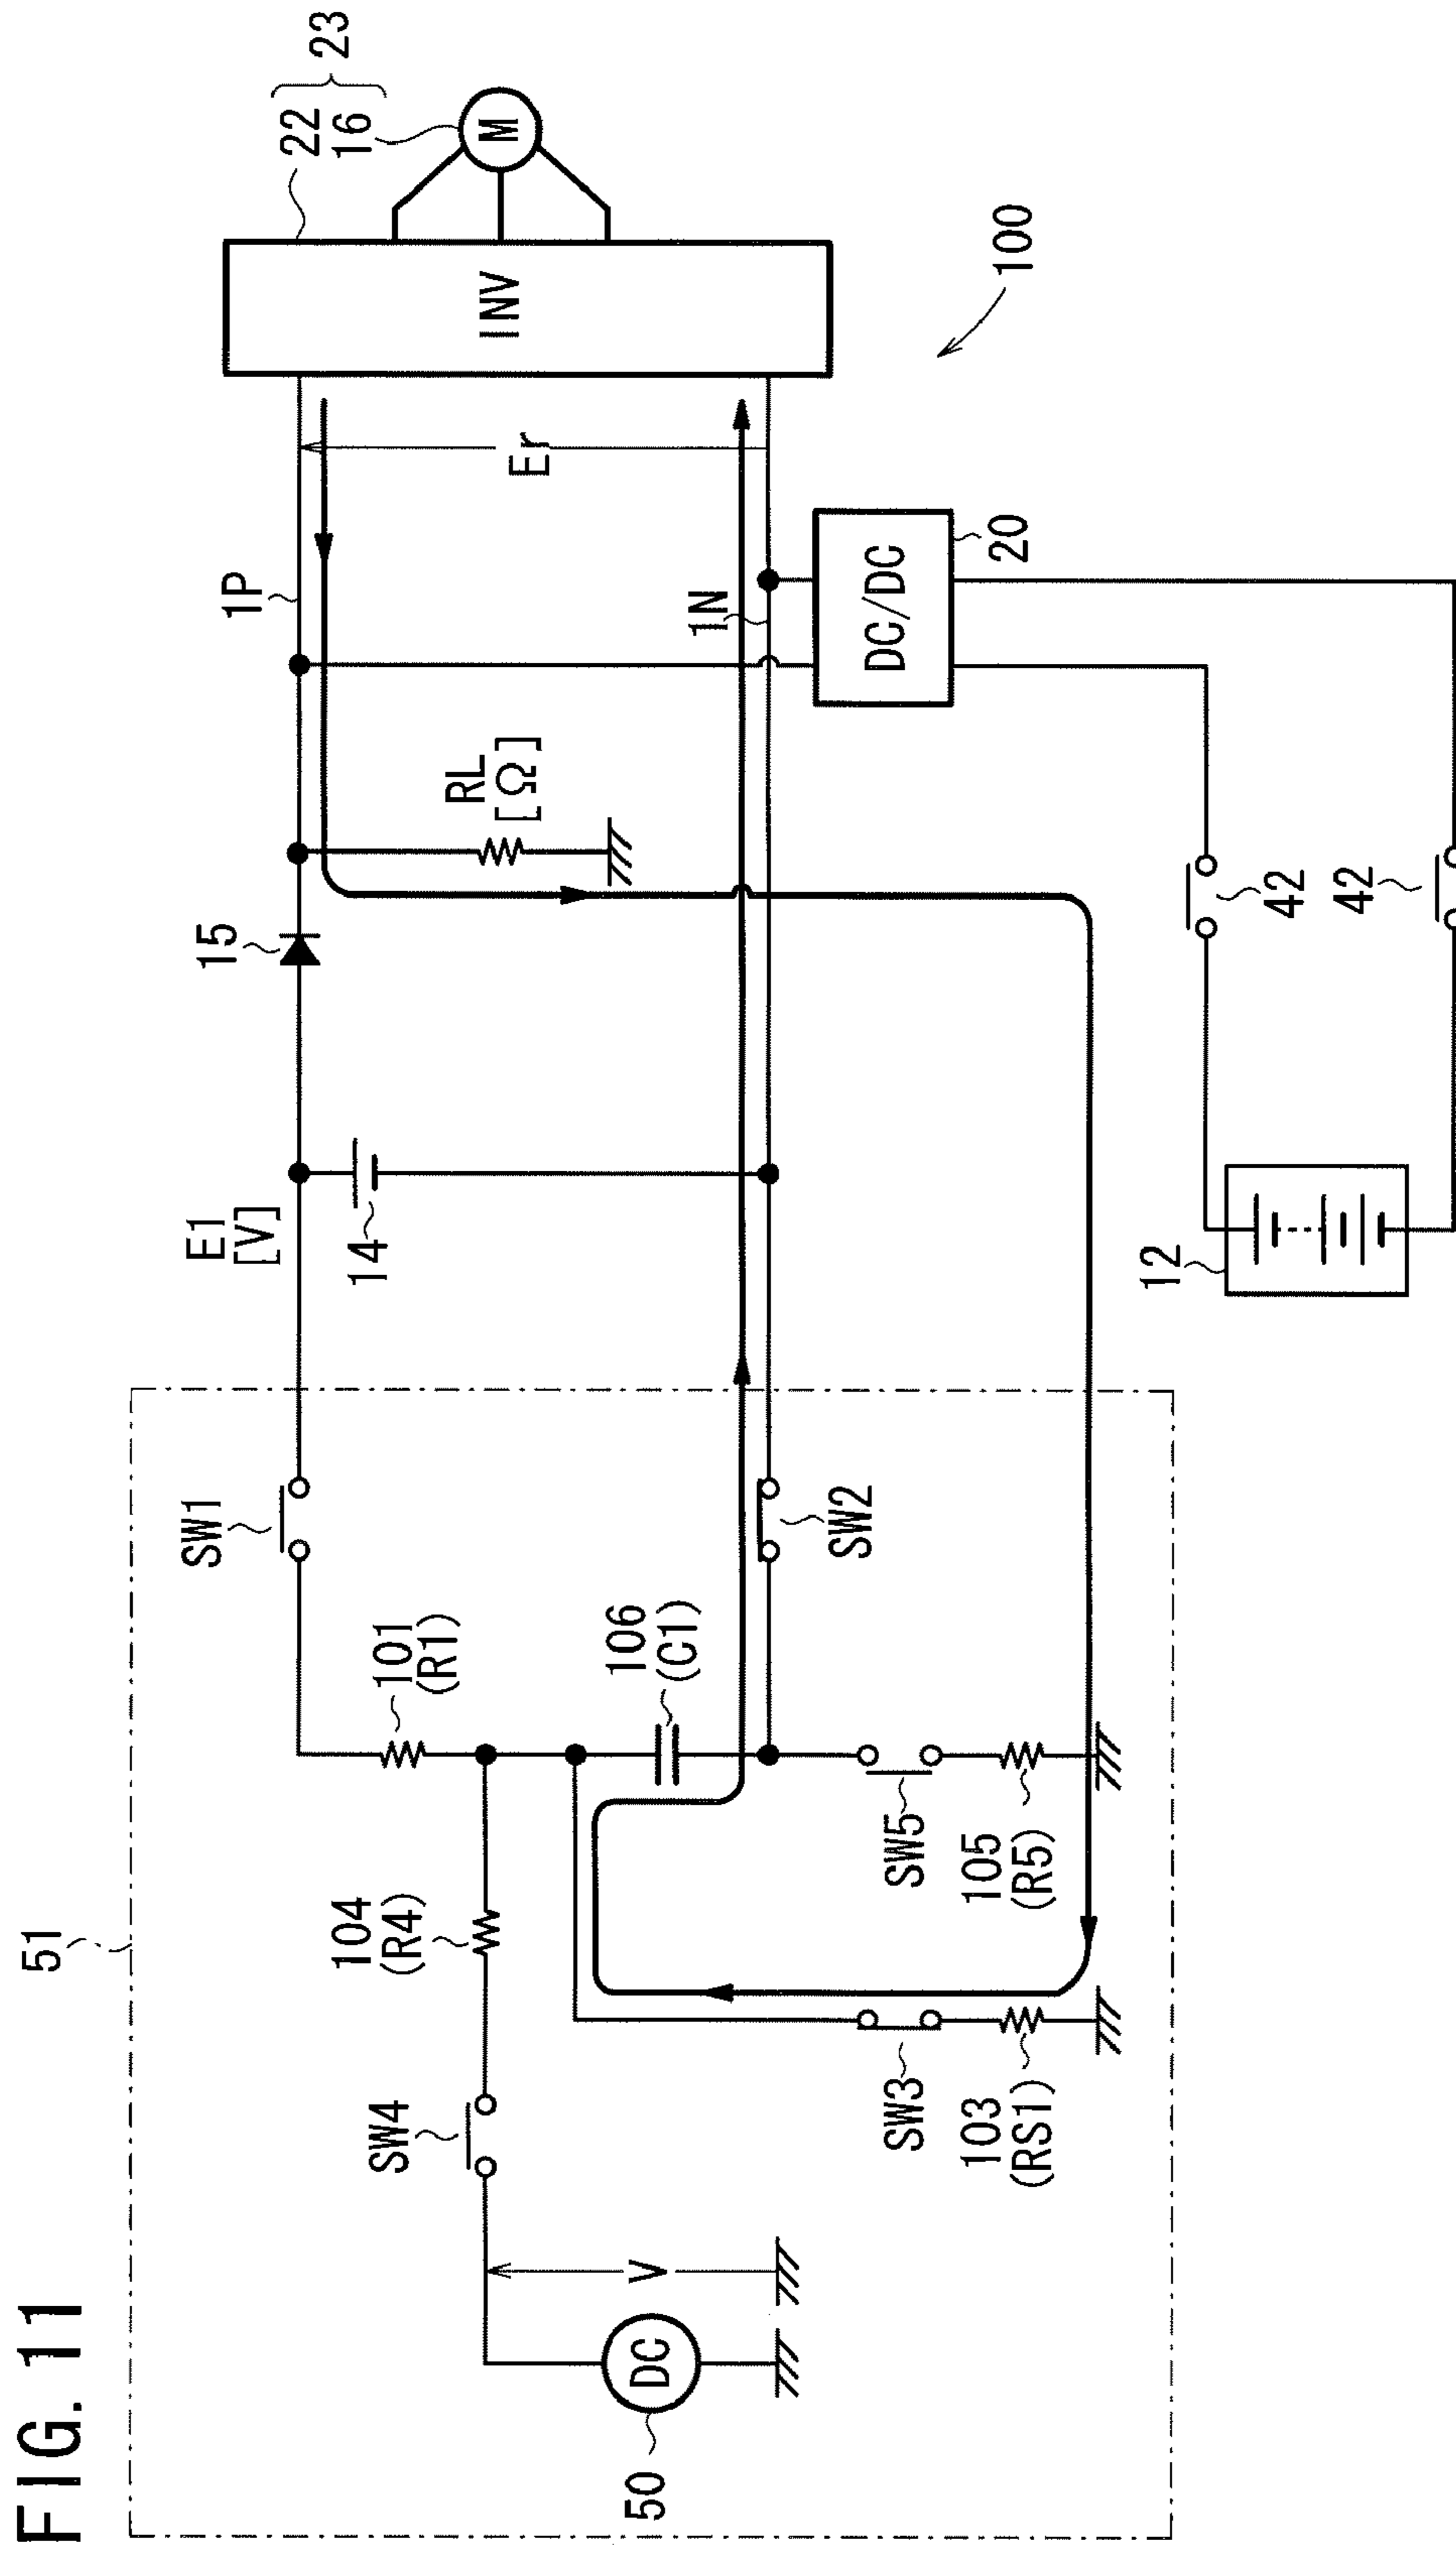 FIG. 11
51
50
DC
V
SW4
104
(R4)
SW3
103
(RS1)
SW5
105
(R5)
101
(R1)
106
(C1)
SW1
SW2
E1
[V]
14
15
RL
[Ω]
1P
1N
Er
INV
22
16
23
M
100
DC/DC
20
12
42
42